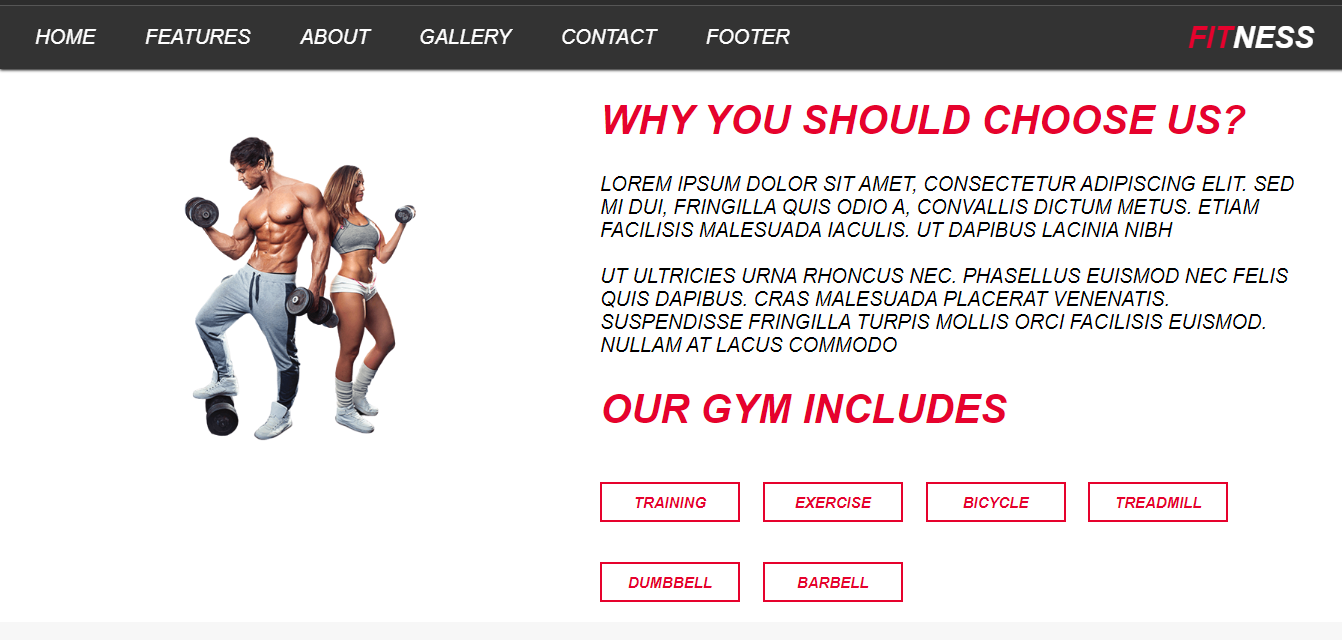 HOME FEATURES ABOUT GALLERY CONTACT FOOTER FITNESS
WHY YOU SHOULD CHOOSE US?
LOREM IPSUM DOLOR SIT AMET, CONSECTETUR ADIPISCING ELIT. SED
MI DUI, FRINGILLA QUIS ODIO A, CONVALLIS DICTUM METUS. ETIAM
FACILISIS MALESUADA IACULIS. UT DAPIBUS LACINIA NIBH
UT ULTRICIES URNA RHONCUS NEC. PHASELLUS EUISMOD NEC FELIS
QUIS DAPIBUS. CRAS MALESUADA PLACERAT VENENATIS.
SUSPENDISSE FRINGILLA TURPIS MOLLIS ORCI FACILISIS EUISMOD.
NULLAM AT LACUS COMMODO
OUR GYM INCLUDES
TRAINING EXERCISE BICYCLE TREADMILL
DUMBBELL BARBELL